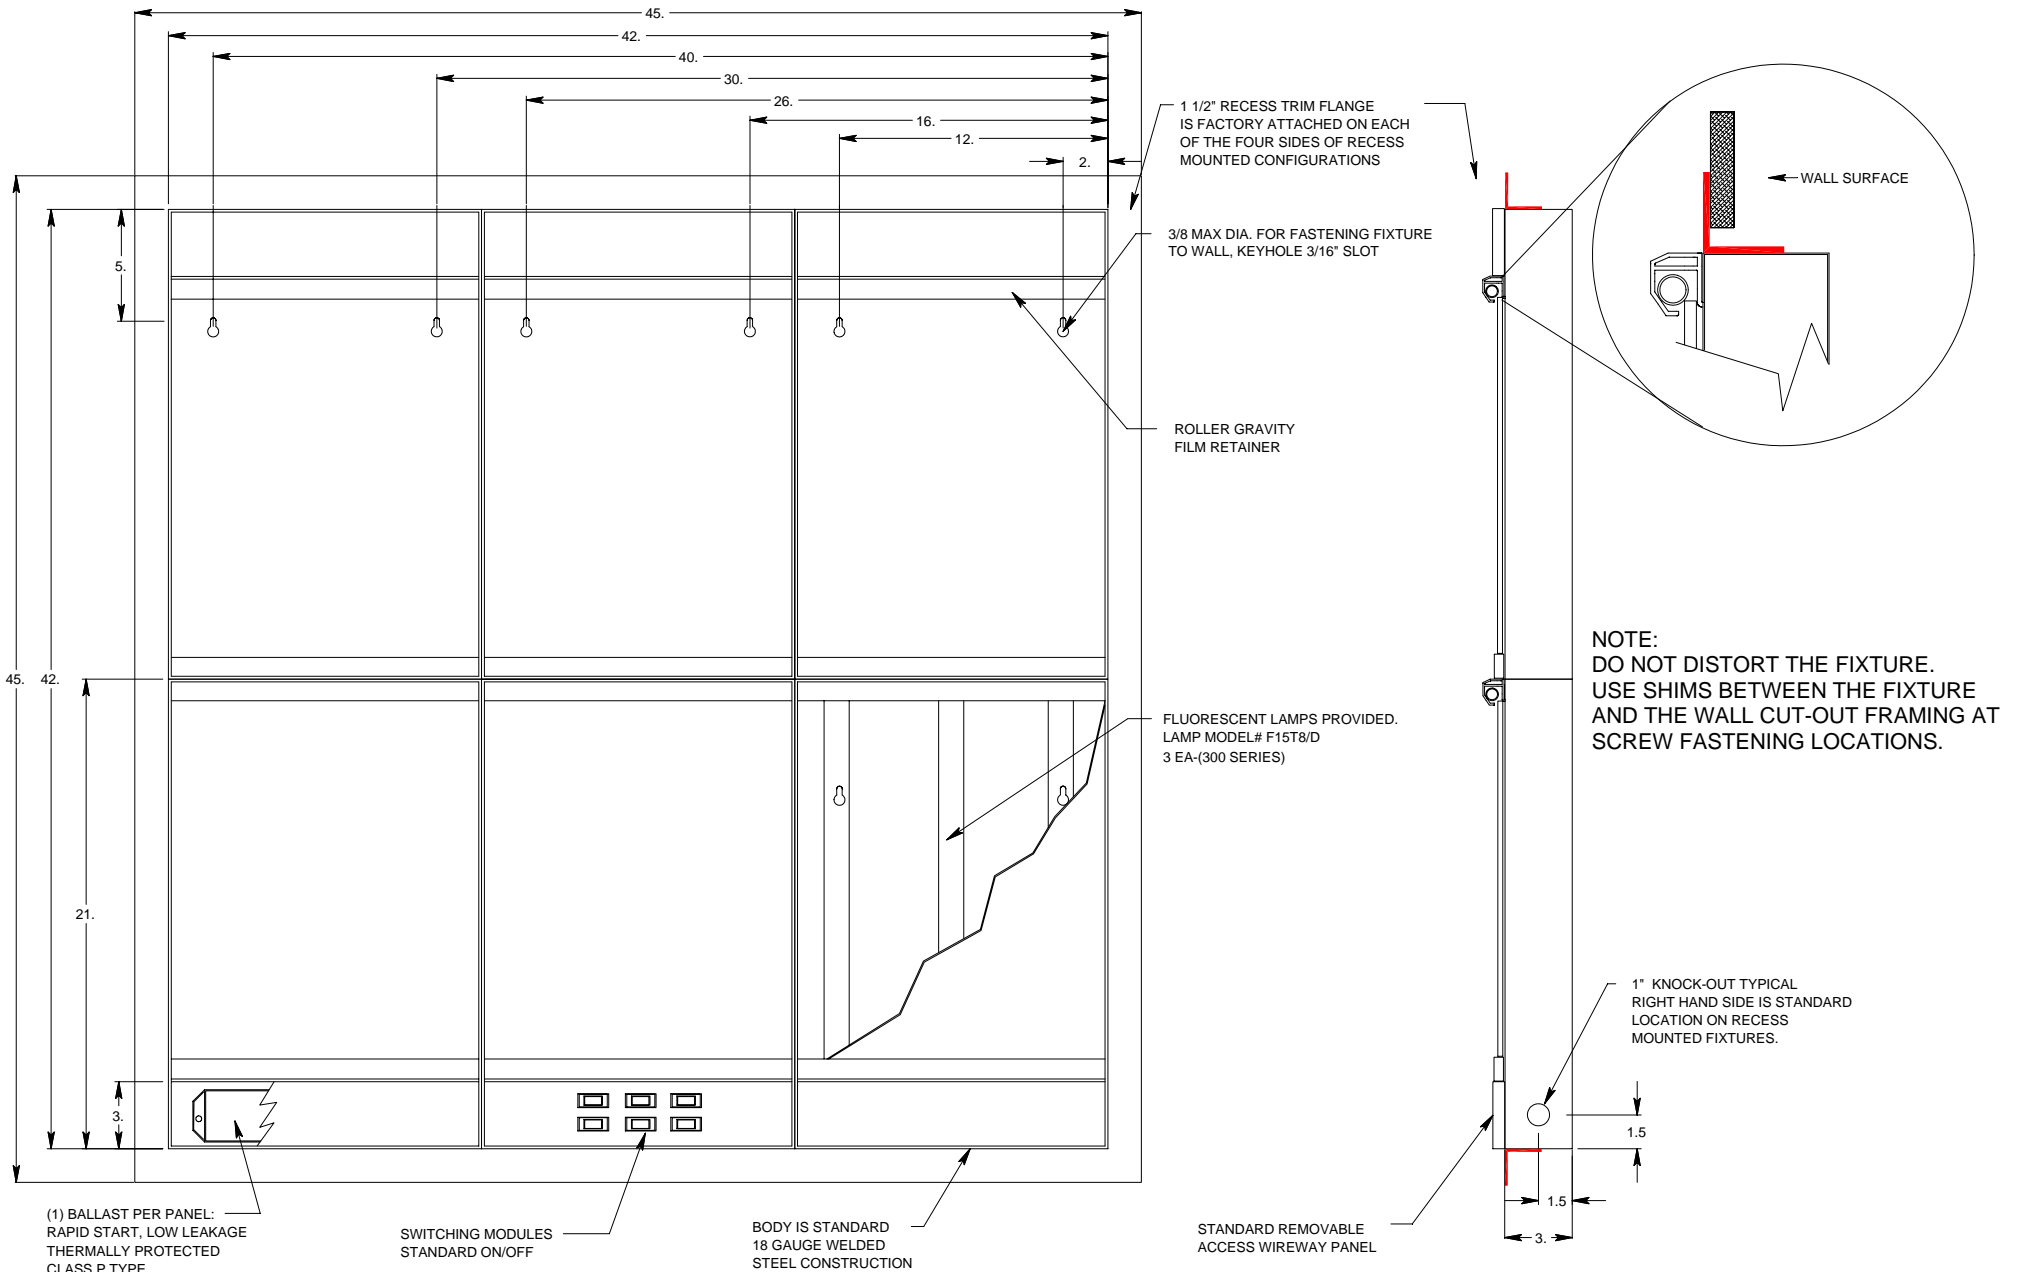 45.
42.
40.
30.
26.
16.
12.
2.
1 1/2" RECESS TRIM FLANGE
IS FACTORY ATTACHED ON EACH
OF THE FOUR SIDES OF RECESS
MOUNTED CONFIGURATIONS
WALL SURFACE
3/8 MAX DIA. FOR FASTENING FIXTURE
TO WALL, KEYHOLE 3/16" SLOT
5.
ROLLER GRAVITY
FILM RETAINER
NOTE:
DO NOT DISTORT THE FIXTURE.
USE SHIMS BETWEEN THE FIXTURE
AND THE WALL CUT-OUT FRAMING AT
SCREW FASTENING LOCATIONS.
45.
42.
FLUORESCENT LAMPS PROVIDED.
LAMP MODEL# F15T8/D
3 EA-(300 SERIES)
21.
1" KNOCK-OUT TYPICAL
RIGHT HAND SIDE IS STANDARD
LOCATION ON RECESS
MOUNTED FIXTURES.
3.
1.5
1.5
3.
(1) BALLAST PER PANEL:
RAPID START, LOW LEAKAGE
THERMALLY PROTECTED
CLASS P TYPE
SWITCHING MODULES
STANDARD ON/OFF
BODY IS STANDARD
18 GAUGE WELDED
STEEL CONSTRUCTION
STANDARD REMOVABLE
ACCESS WIREWAY PANEL